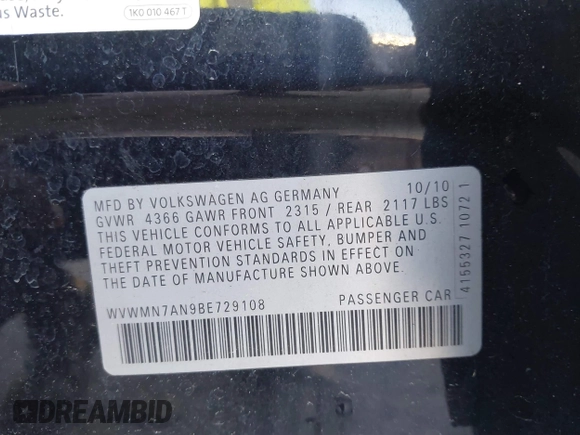 us Waste.
1K0 010 467 T
MFD BY VOLKSWAGEN AG GERMANY 10/10
GVWR 4366 GAWR FRONT 2315 / REAR 2117 LBS
THIS VEHICLE CONFORMS TO ALL APPLICABLE U.S.
FEDERAL MOTOR VEHICLE SAFETY, BUMPER AND
THEFT PREVENTION STANDARDS IN EFFECT ON
THE DATE OF MANUFACTURE SHOWN ABOVE.
WVWMN7AN9BE729108 PASSENGER CAR
4155327 1072 1
DREAMBID